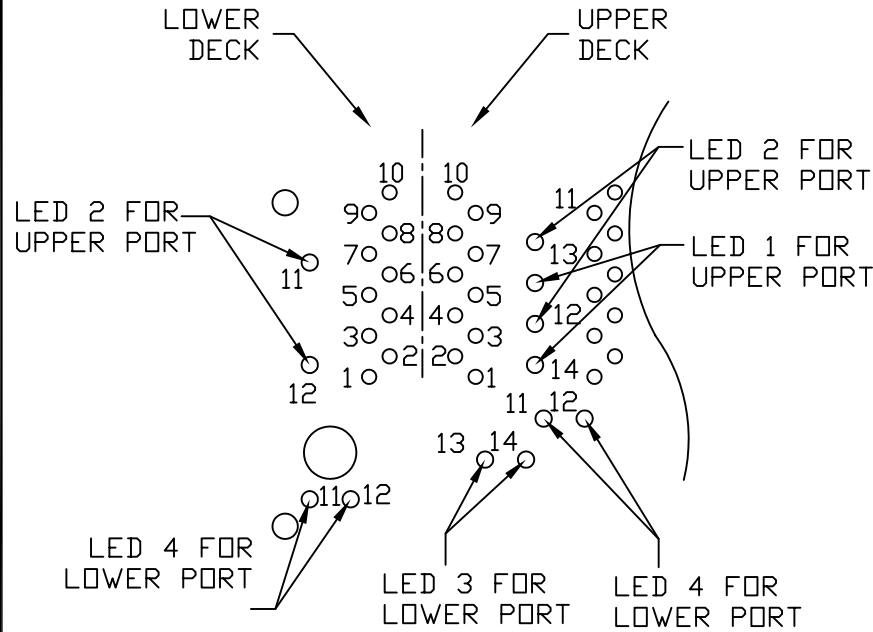 LOWER
DECK
UPPER
DECK
LED 2 FOR
UPPER PORT
LED 1 FOR
UPPER PORT
LED 2 FOR
UPPER PORT
10 10
9 9
8 8
7 7
6 6
5 5
4 4
3 3
2 2
1 1
11
12
11
13
12
14
11 12
13 14
11 12
LED 4 FOR
LOWER PORT
LED 3 FOR
LOWER PORT
LED 4 FOR
LOWER PORT